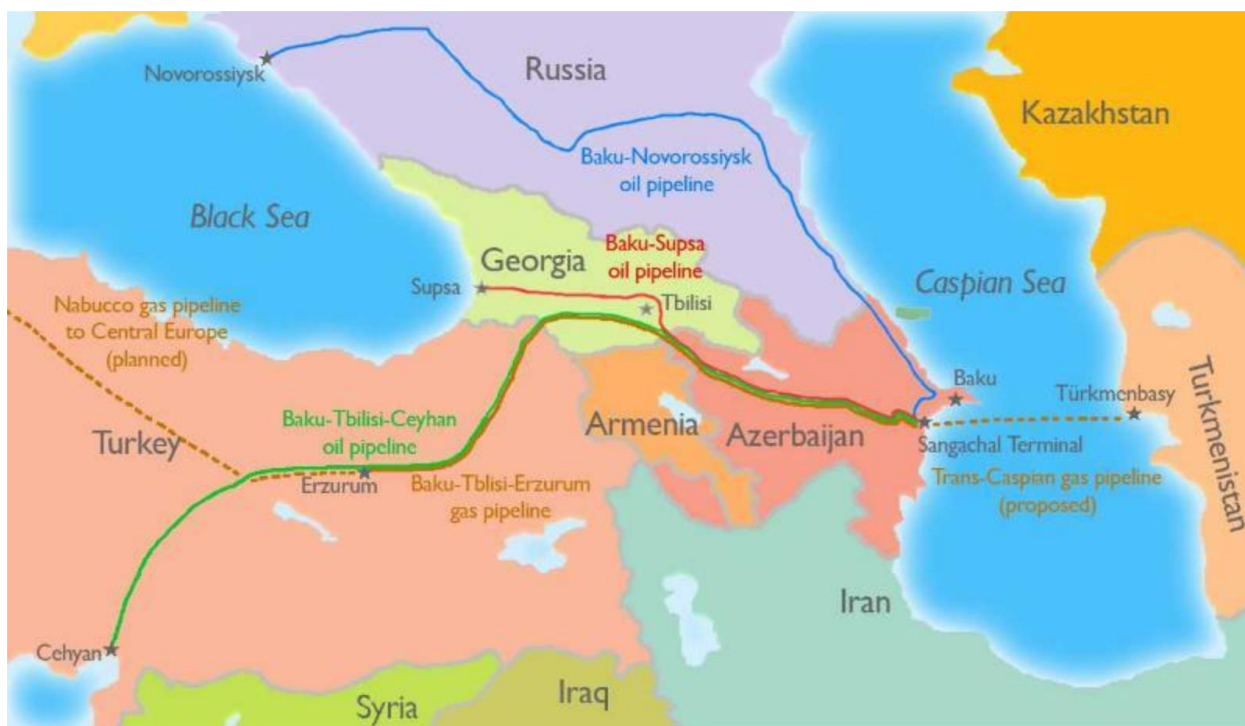 Novorossiysk
Russia
Kazakhstan
Baku-Novorossiysk
oil pipeline
Black Sea
Georgia
Baku-Supsa
oil pipeline
Caspian Sea
Supsa
Tbilisi
Nabucco gas pipeline
to Central Europe
(planned)
Baku
Türkmenbasy
Turkmenistan
Baku-Tbilisi-Ceyhan
oil pipeline
Armenia
Azerbaijan
Sangachal Terminal
Turkey
Erzurum
Baku-Tblisi-Erzurum
gas pipeline
Trans-Caspian gas pipeline
(proposed)
Iran
Cehyan
Syria
Iraq